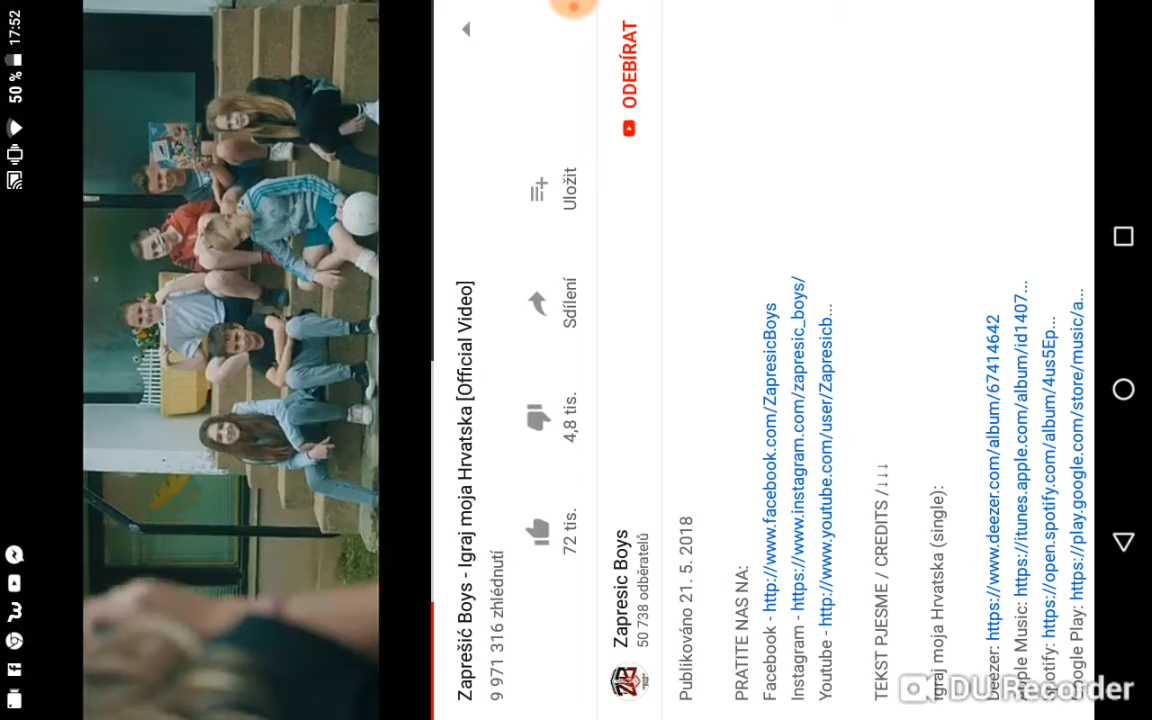 50 % 17:52
Zaprešić Boys - Igraj moja Hrvatska [Official Video]
9 971 316 zhlédnutí
72 tis.
4,8 tis.
Sdílení
Uložit
Zapresic Boys
50 738 odběratelů
ODEBÍRAT
Publikováno 21. 5. 2018
PRATITE NAS NA:
Facebook - http://www.facebook.com/ZapresicBoys
Instagram - https://www.instagram.com/zapresic_boys/
Youtube - http://www.youtube.com/user/Zapresicb...
TEKST PJESME / CREDITS /↓↓↓
Igraj moja Hrvatska (single):
Deezer: https://www.deezer.com/album/67414642
Apple Music: https://itunes.apple.com/album/id1407...
Spotify: https://open.spotify.com/album/4us5Ep...
Google Play: https://play.google.com/store/music/a...
DU Recorder